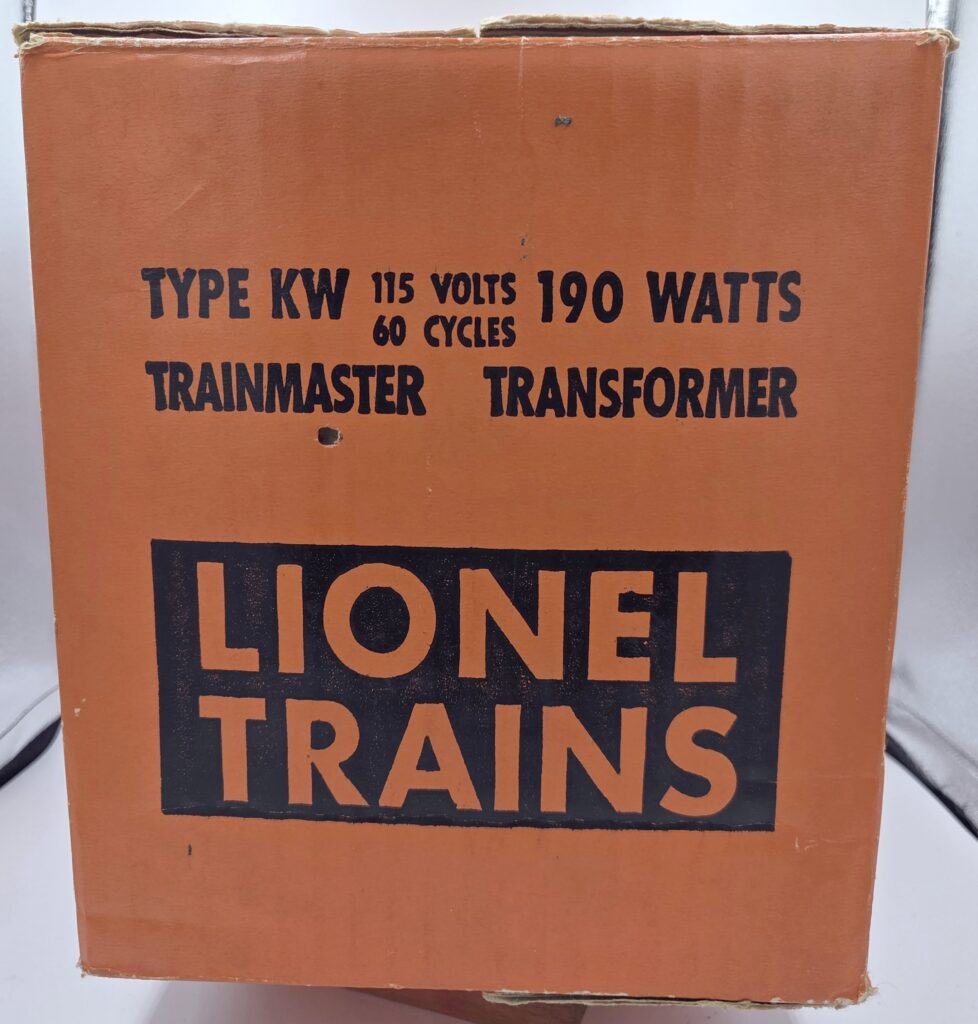 TYPE KW 115 VOLTS 190 WATTS
60 CYCLES
TRAINMASTER TRANSFORMER
LIONEL
TRAINS